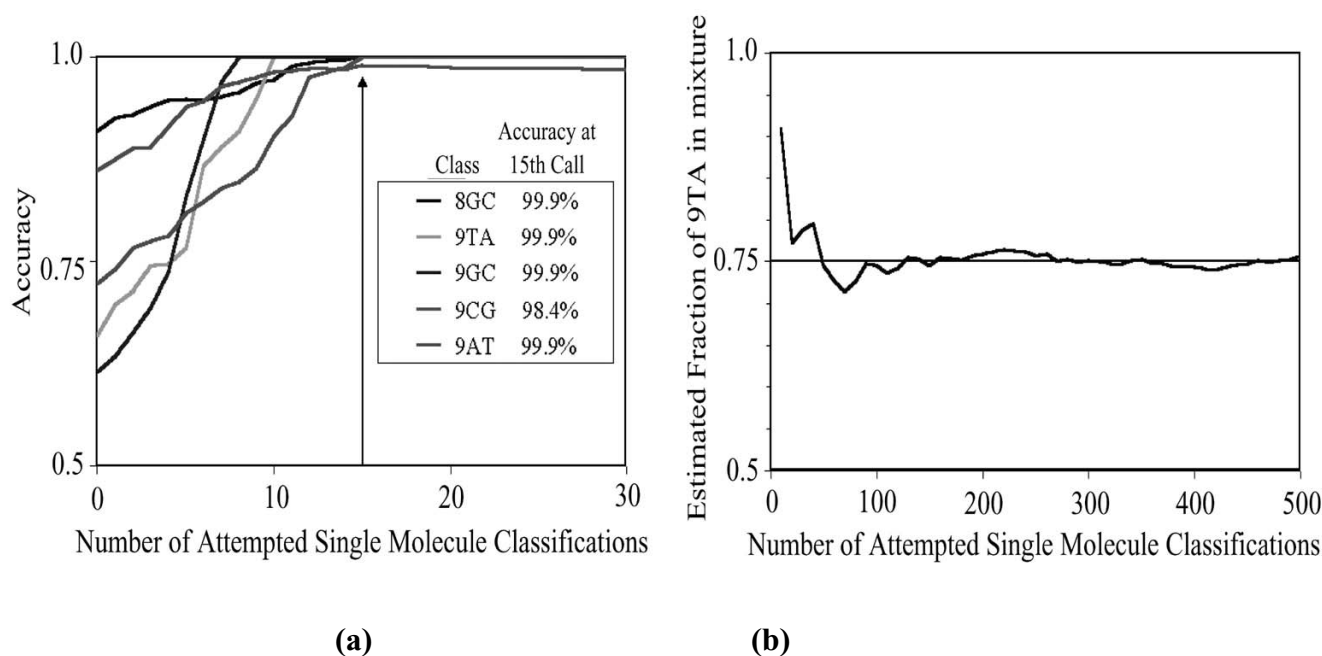 1.0
0.75
0.5
Accuracy
0
10
20
30
Number of Attempted Single Molecule Classifications
Accuracy at
Class 15th Call
8GC 99.9%
9TA 99.9%
9GC 99.9%
9CG 98.4%
9AT 99.9%
(a)
1.0
0.75
0.5
Estimated Fraction of 9TA in mixture
0
100
200
300
400
500
Number of Attempted Single Molecule Classifications
(b)